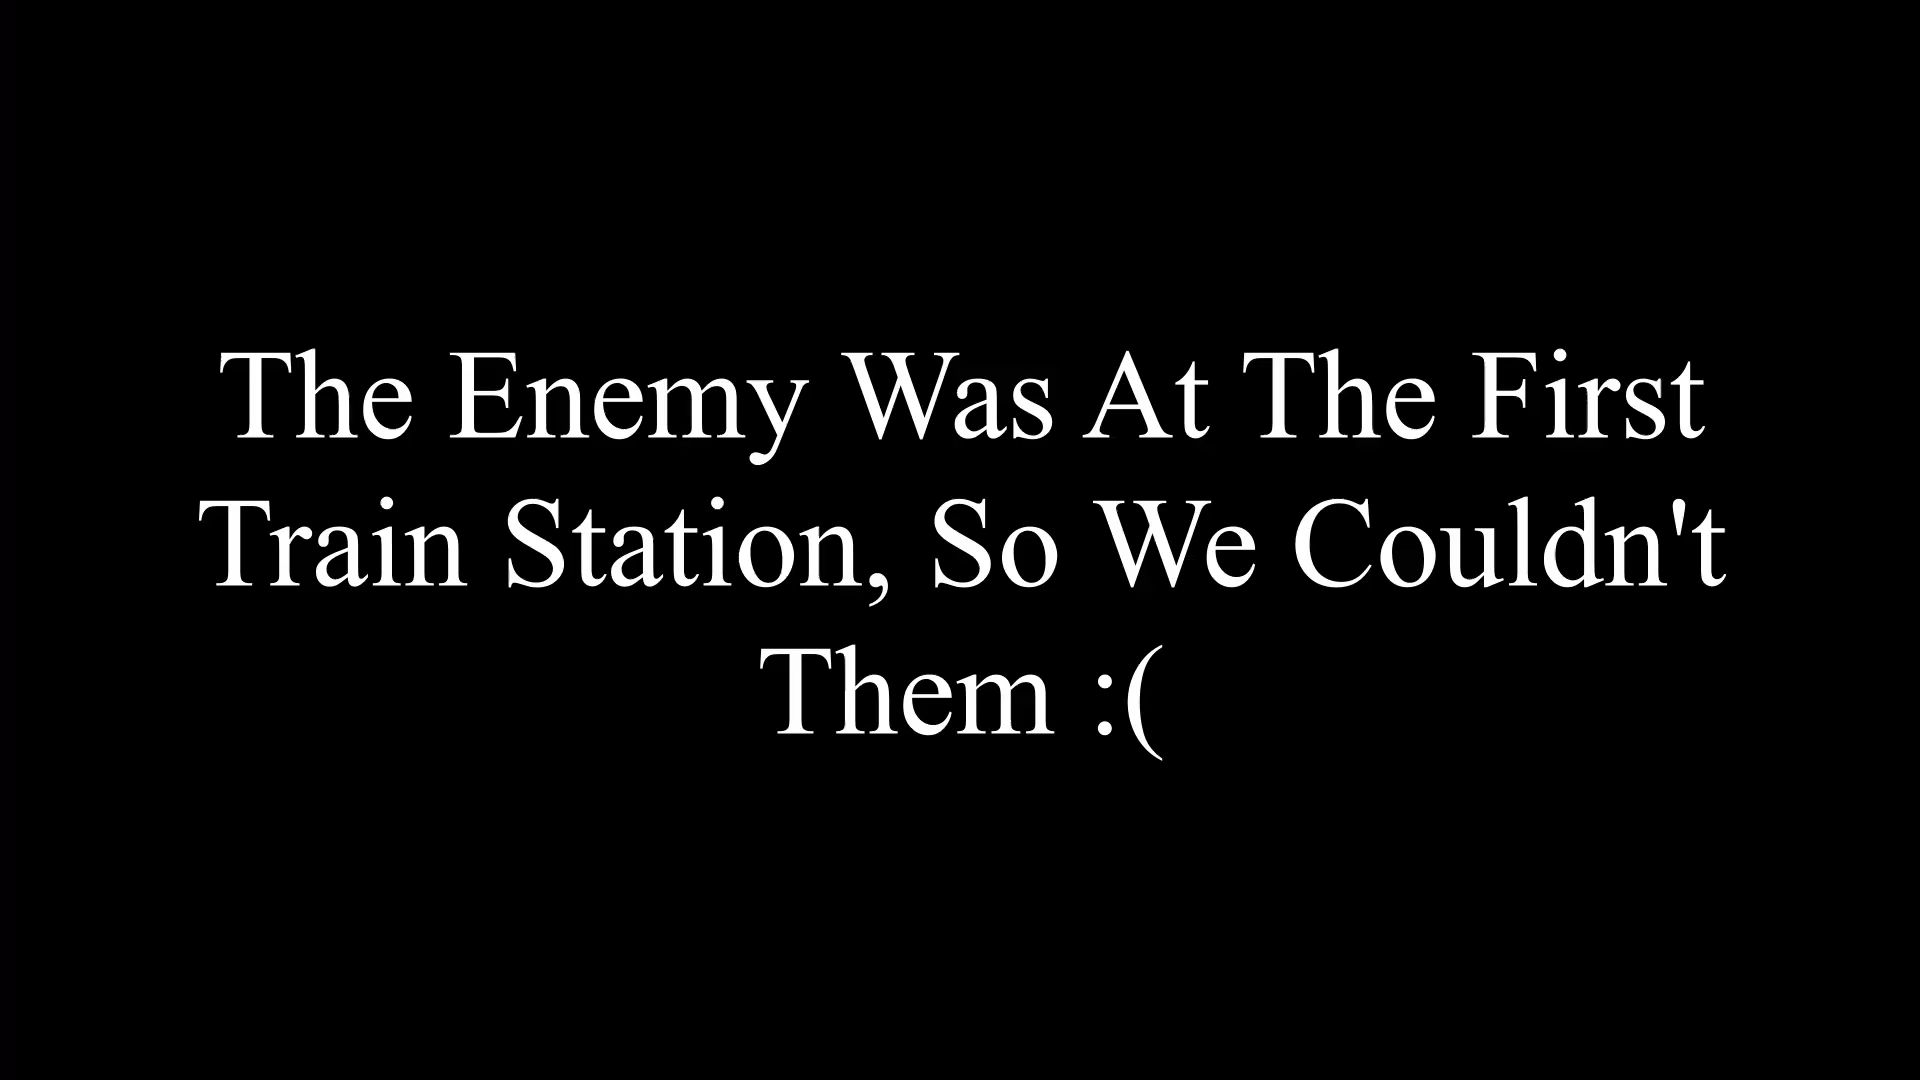 The Enemy Was At The First
Train Station, So We Couldn't
Them :(